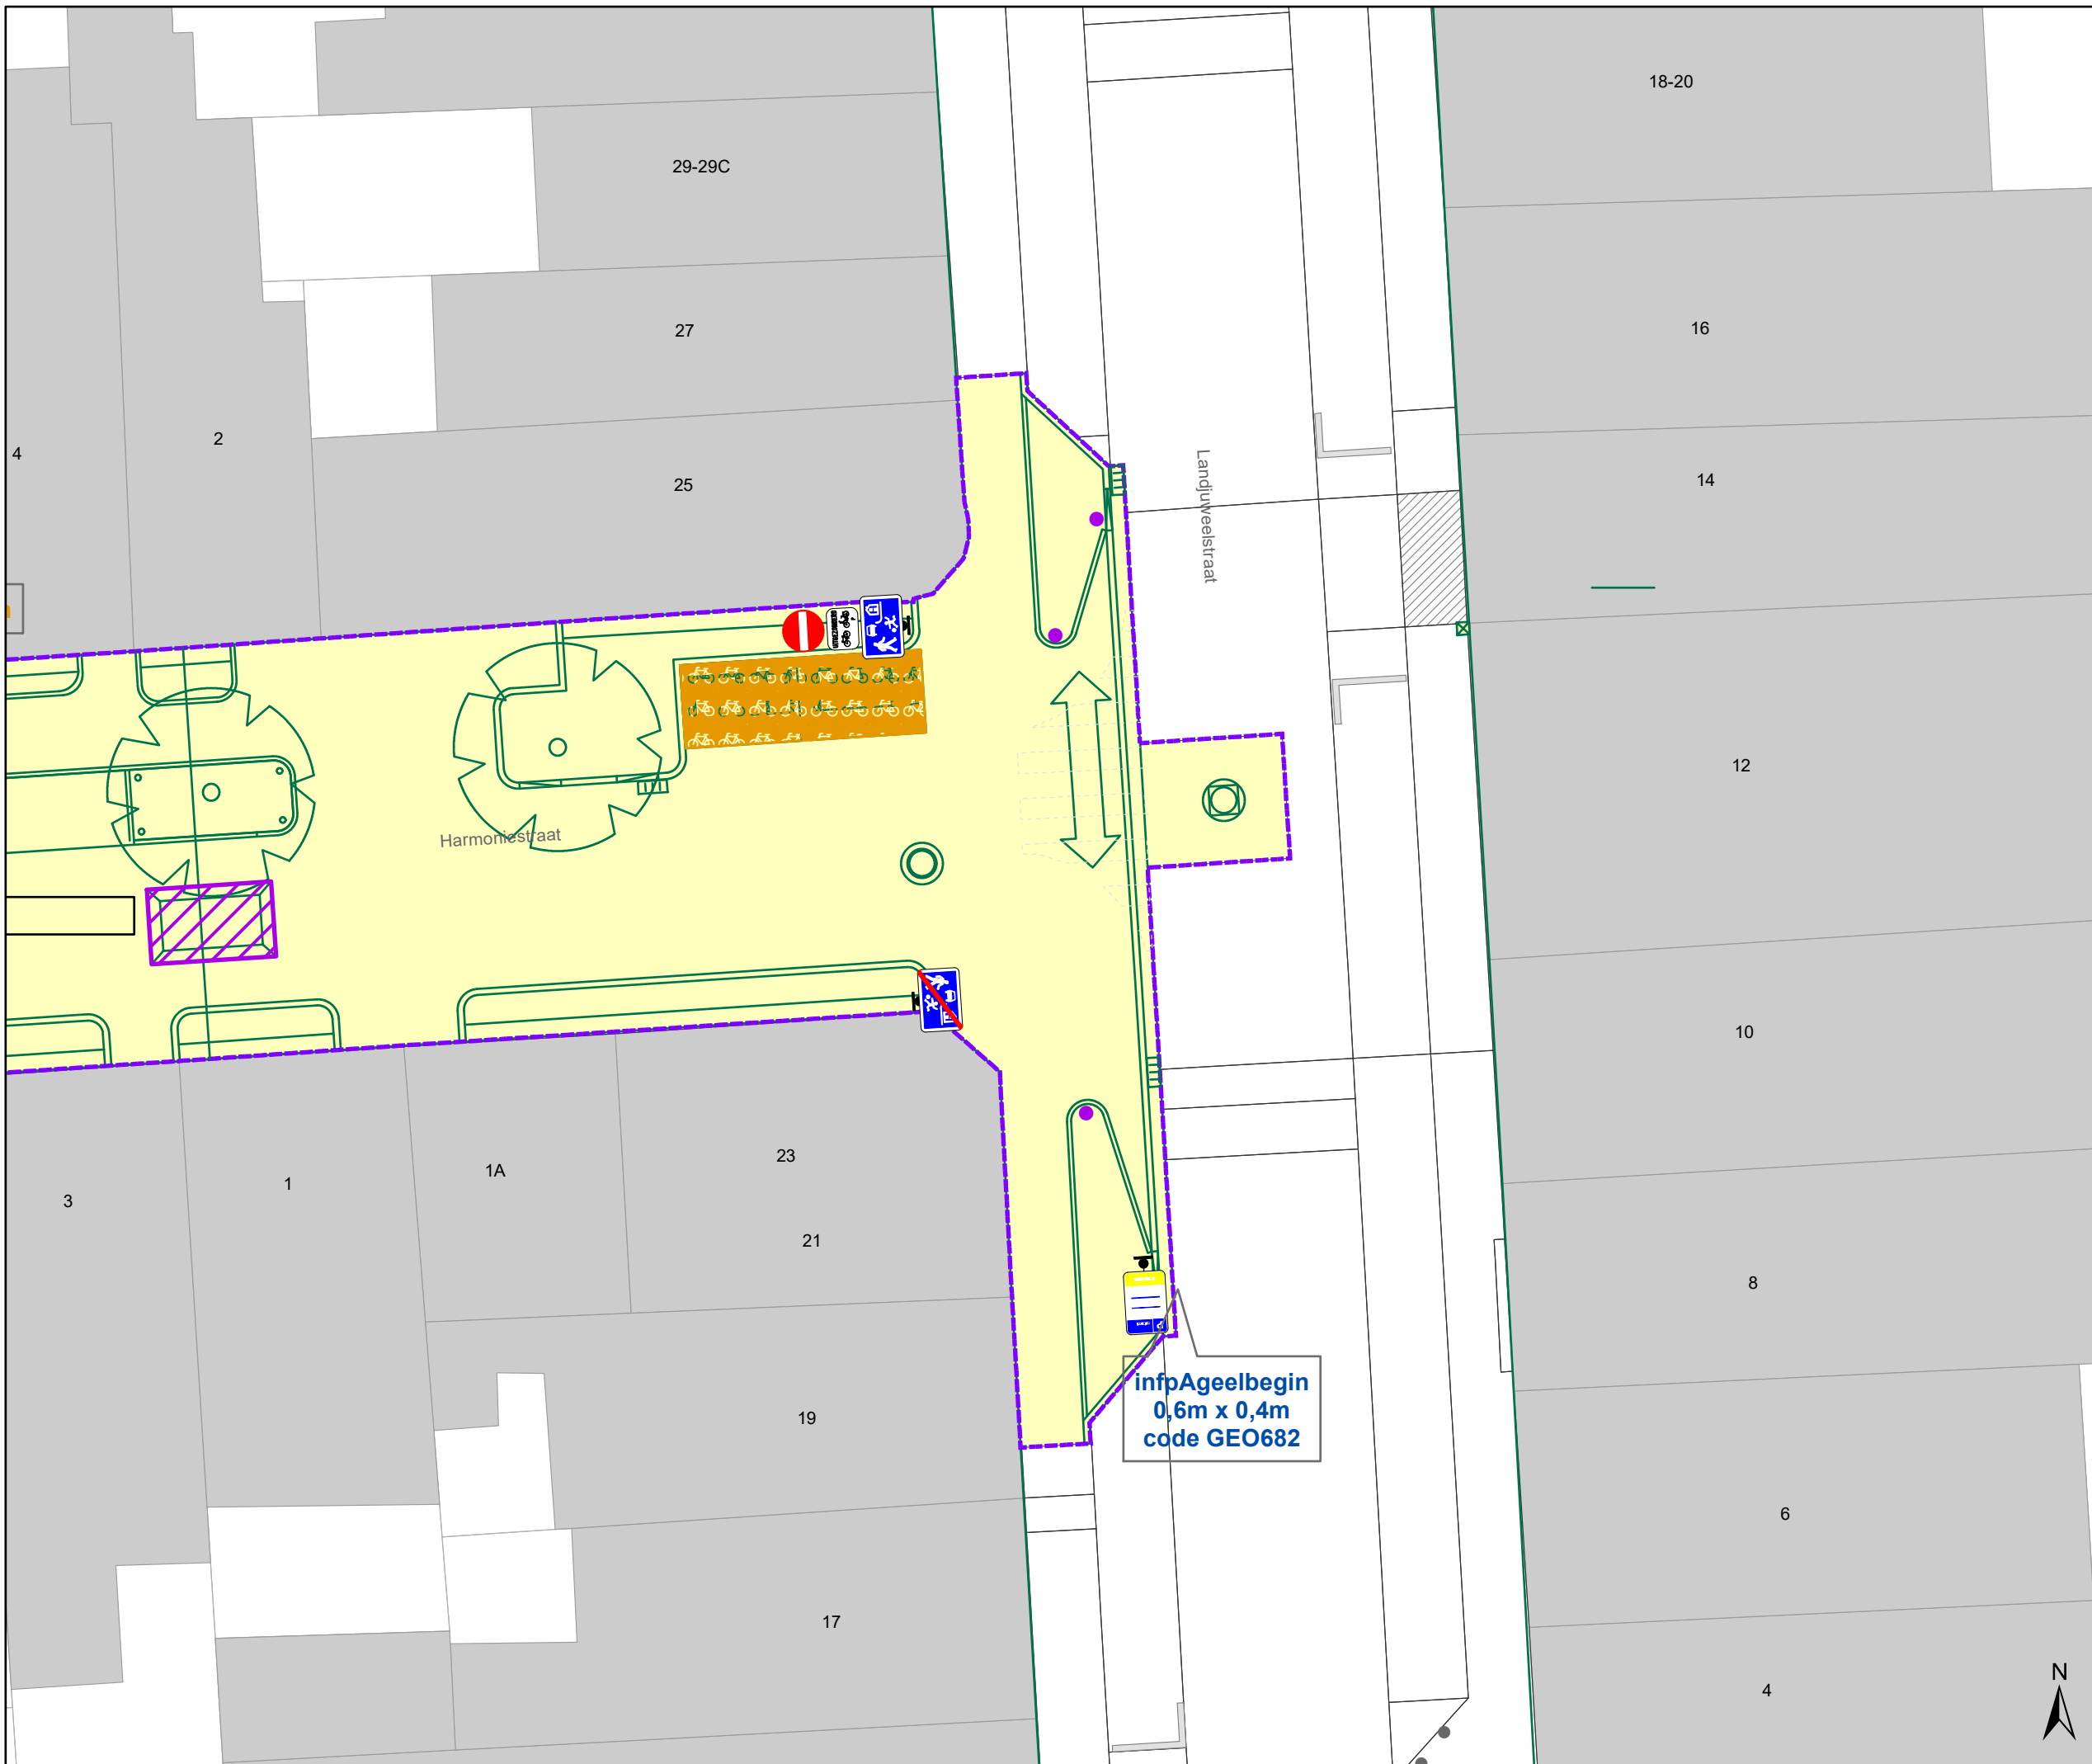 18-20
29-29C
27
16
2
4
25
14
Landjuweelstraat
12
Harmoniestraat
10
23
1A
1
3
21
8
infpAgeelbegin
0,6m x 0,4m
code GEO682
19
6
17
N
4